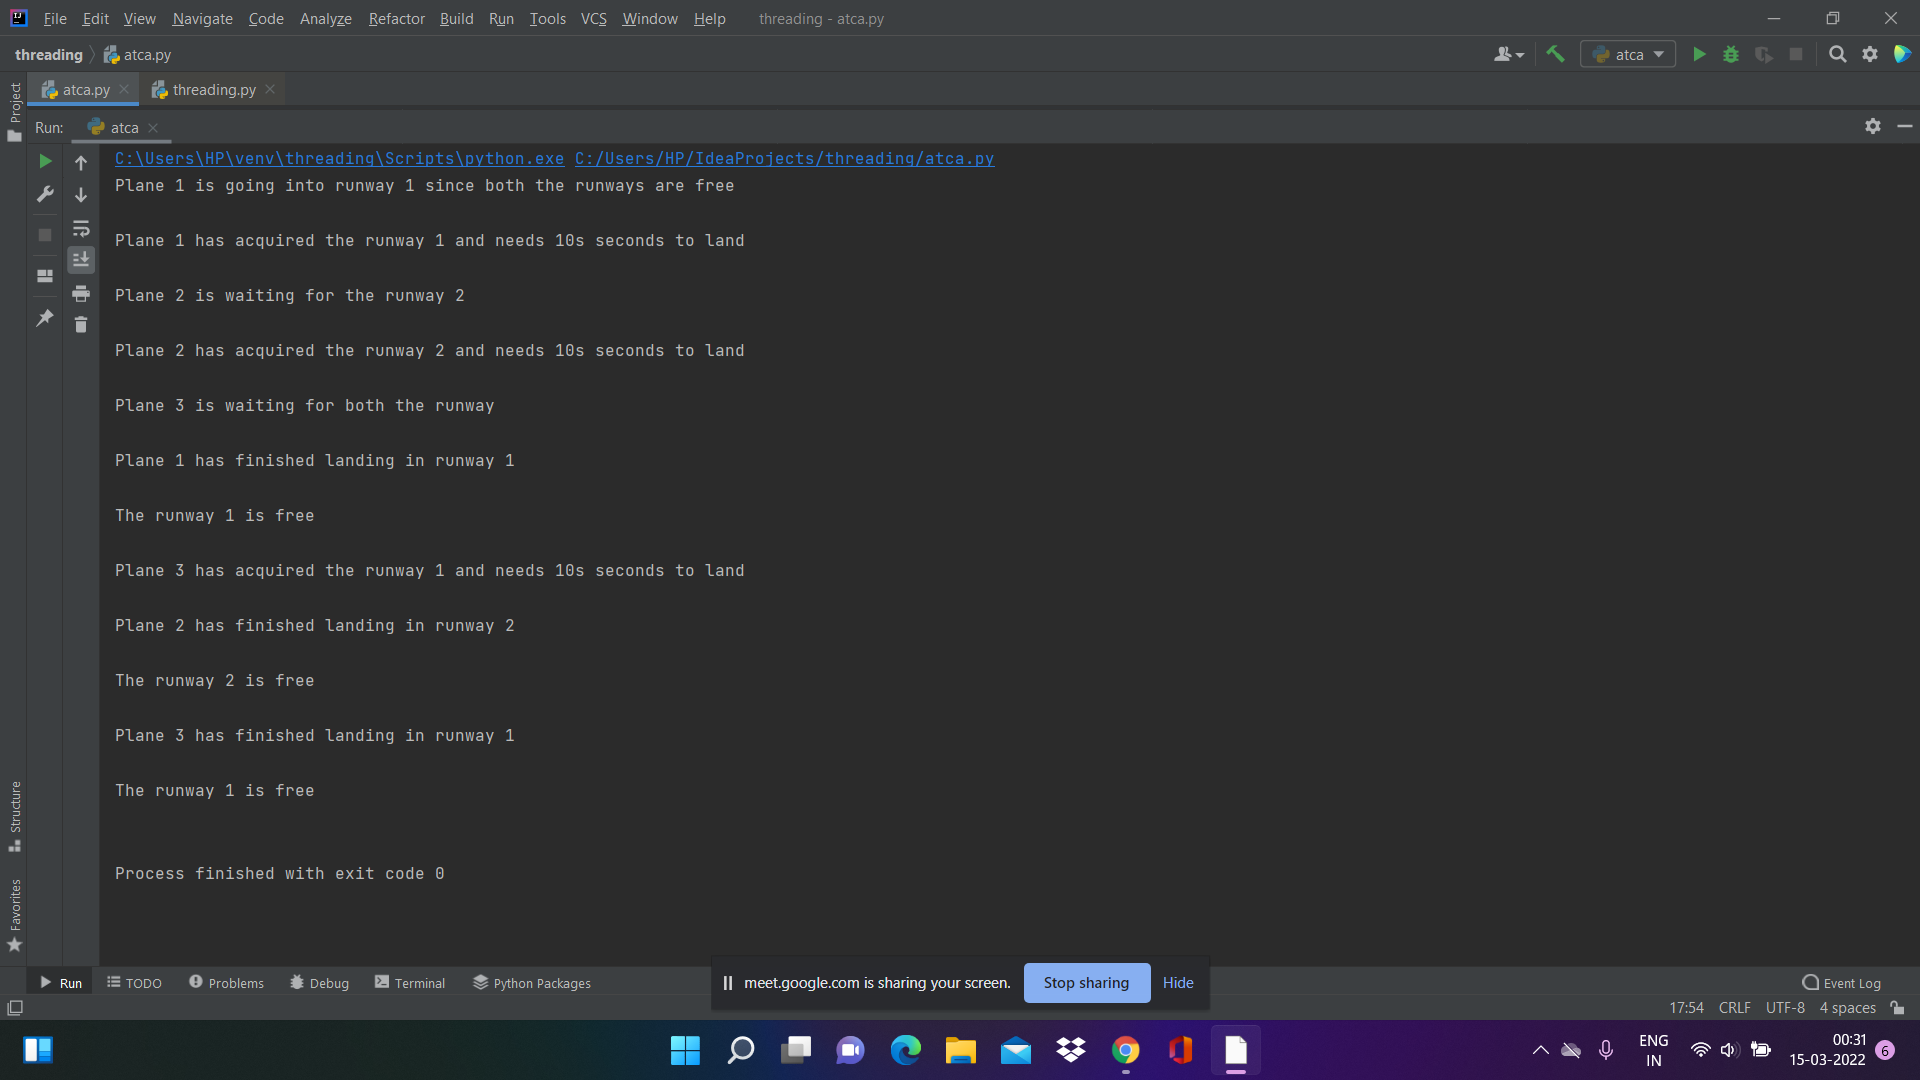 File Edit View Navigate Code Analyze Refactor Build Run Tools VCS Window Help threading - atca.py
threading atca.py atca
atca.py threading.py
Project
Run: atca
C:\Users\HP\venv\threading\Scripts\python.exe C:/Users/HP/IdeaProjects/threading/atca.py
Plane 1 is going into runway 1 since both the runways are free
Plane 1 has acquired the runway 1 and needs 10s seconds to land
Plane 2 is waiting for the runway 2
Plane 2 has acquired the runway 2 and needs 10s seconds to land
Plane 3 is waiting for both the runway
Plane 1 has finished landing in runway 1
The runway 1 is free
Plane 3 has acquired the runway 1 and needs 10s seconds to land
Plane 2 has finished landing in runway 2
The runway 2 is free
Plane 3 has finished landing in runway 1
The runway 1 is free
Process finished with exit code 0
Structure
Favorites
Run TODO Problems Debug Terminal Python Packages
meet.google.com is sharing your screen. Stop sharing Hide
Event Log
17:54 CRLF UTF-8 4 spaces
ENG
IN
00:31
15-03-2022
6